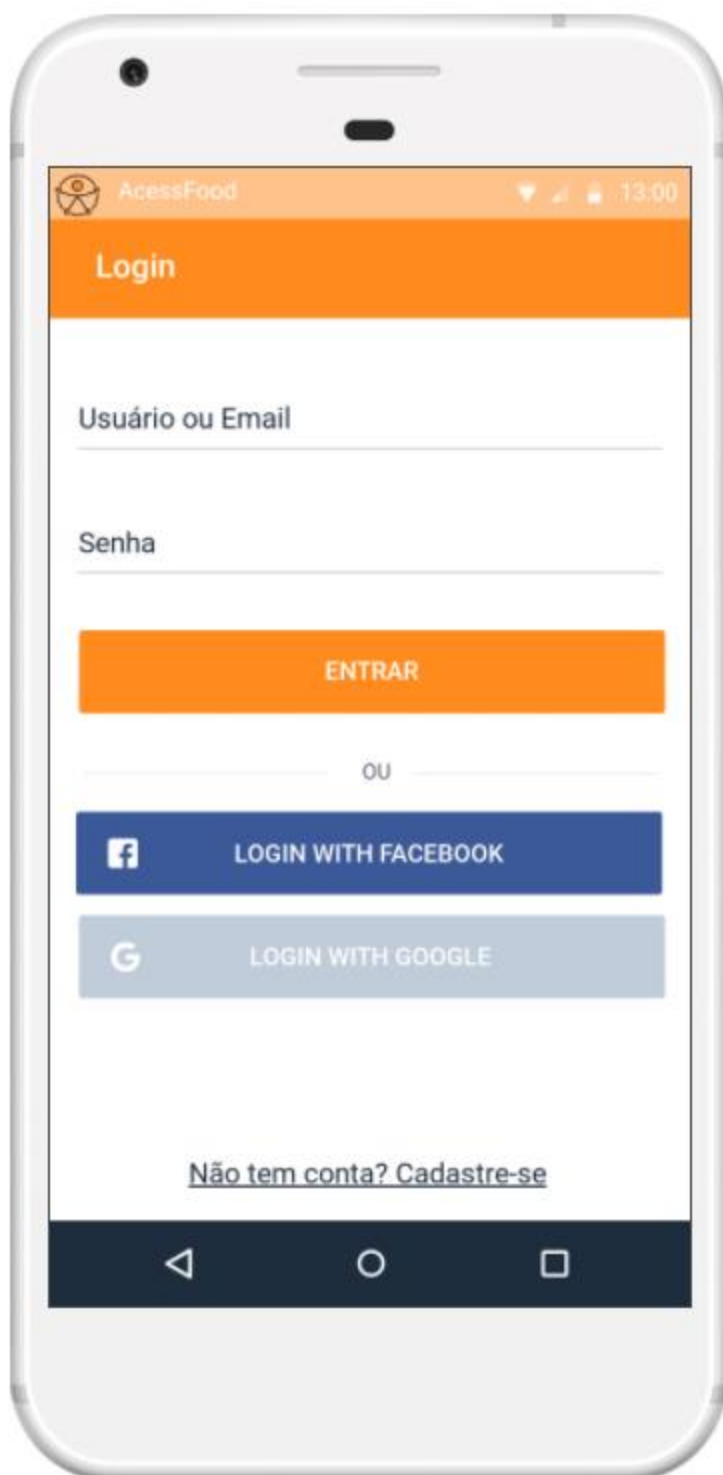 AcessFood 13:00
Login
Usuário ou Email
Senha
ENTRAR
OU
LOGIN WITH FACEBOOK
G LOGIN WITH GOOGLE
Não tem conta? Cadastre-se